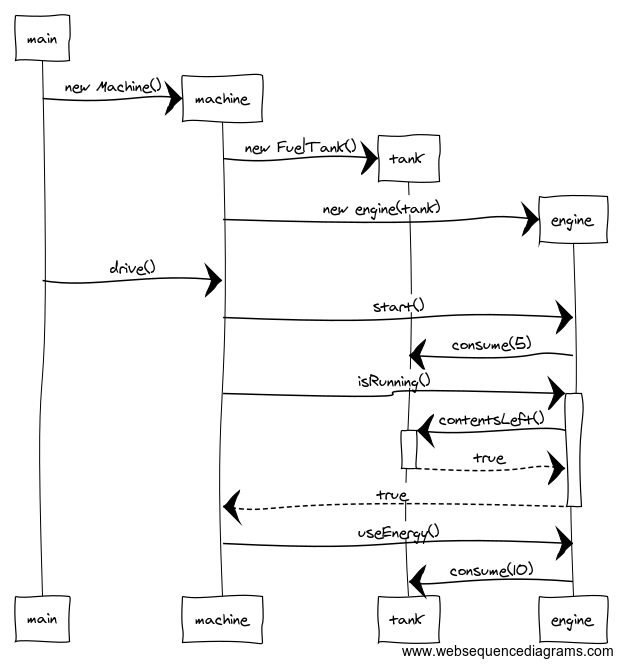 main
new Machine()
machine
new FuelTank()
tank
new engine(tank)
engine
drive()
start()
consume(5)
isRunning()
contentsLeft()
true
true
useEnergy()
consume(10)
main
machine
tank
engine
www.websequencediagrams.com